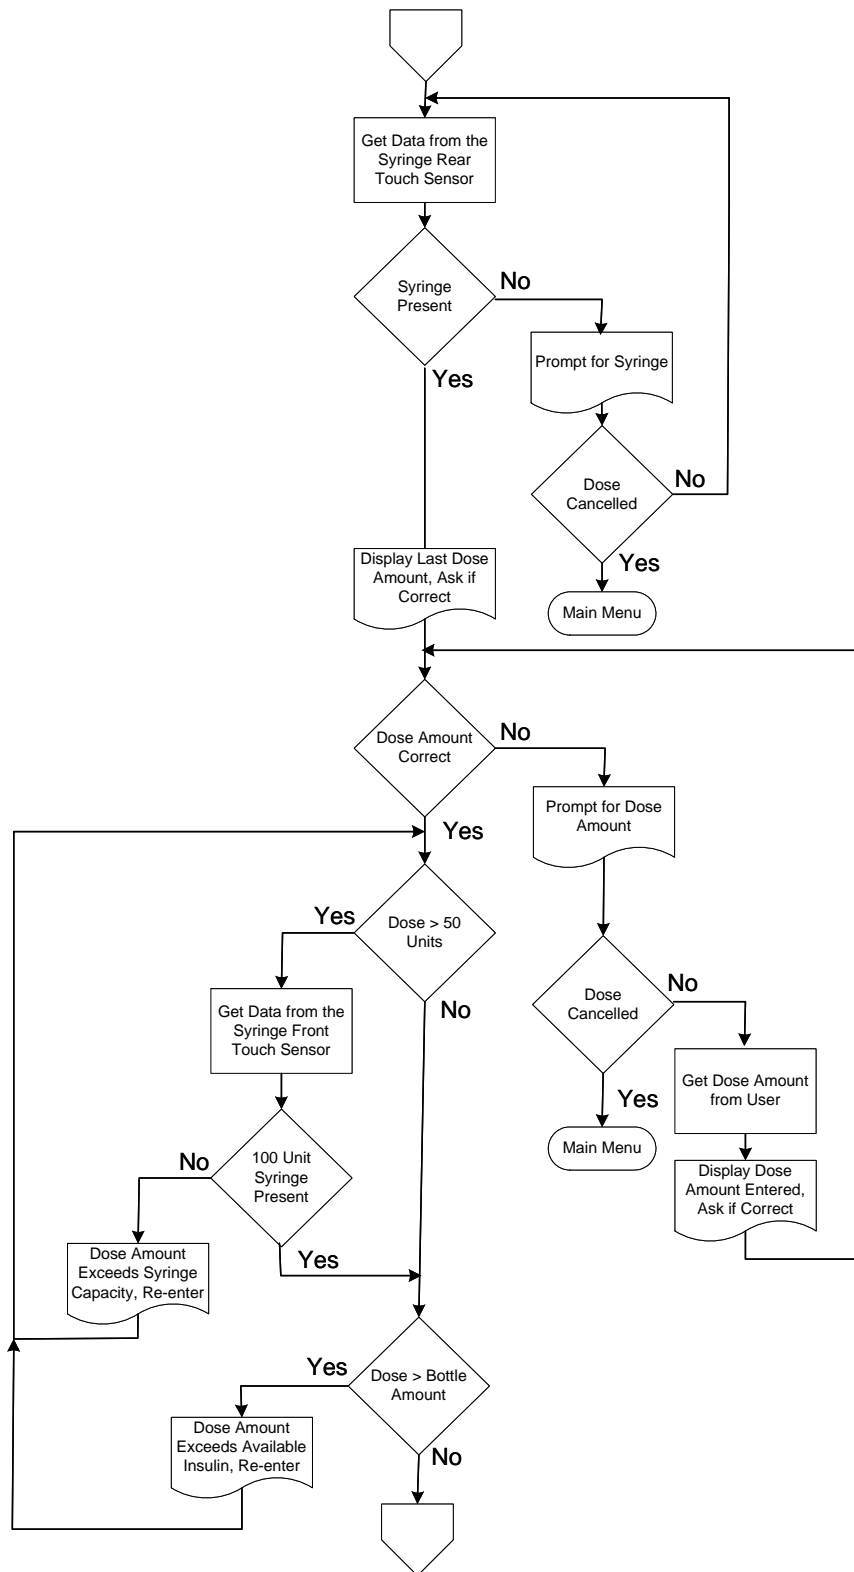 Get Data from the
Syringe Rear
Touch Sensor
Syringe
Present
No
Yes
Prompt for Syringe
Dose
Cancelled
No
Yes
Main Menu
Display Last Dose
Amount, Ask if
Correct
Dose Amount
Correct
No
Yes
Prompt for Dose
Amount
Dose > 50
Units
Yes
No
Dose
Cancelled
No
Yes
Main Menu
Get Dose Amount
from User
Display Dose
Amount Entered,
Ask if Correct
Get Data from the
Syringe Front
Touch Sensor
100 Unit
Syringe
Present
No
Yes
Dose Amount
Exceeds Syringe
Capacity, Re-enter
Dose > Bottle
Amount
Yes
No
Dose Amount
Exceeds Available
Insulin, Re-enter